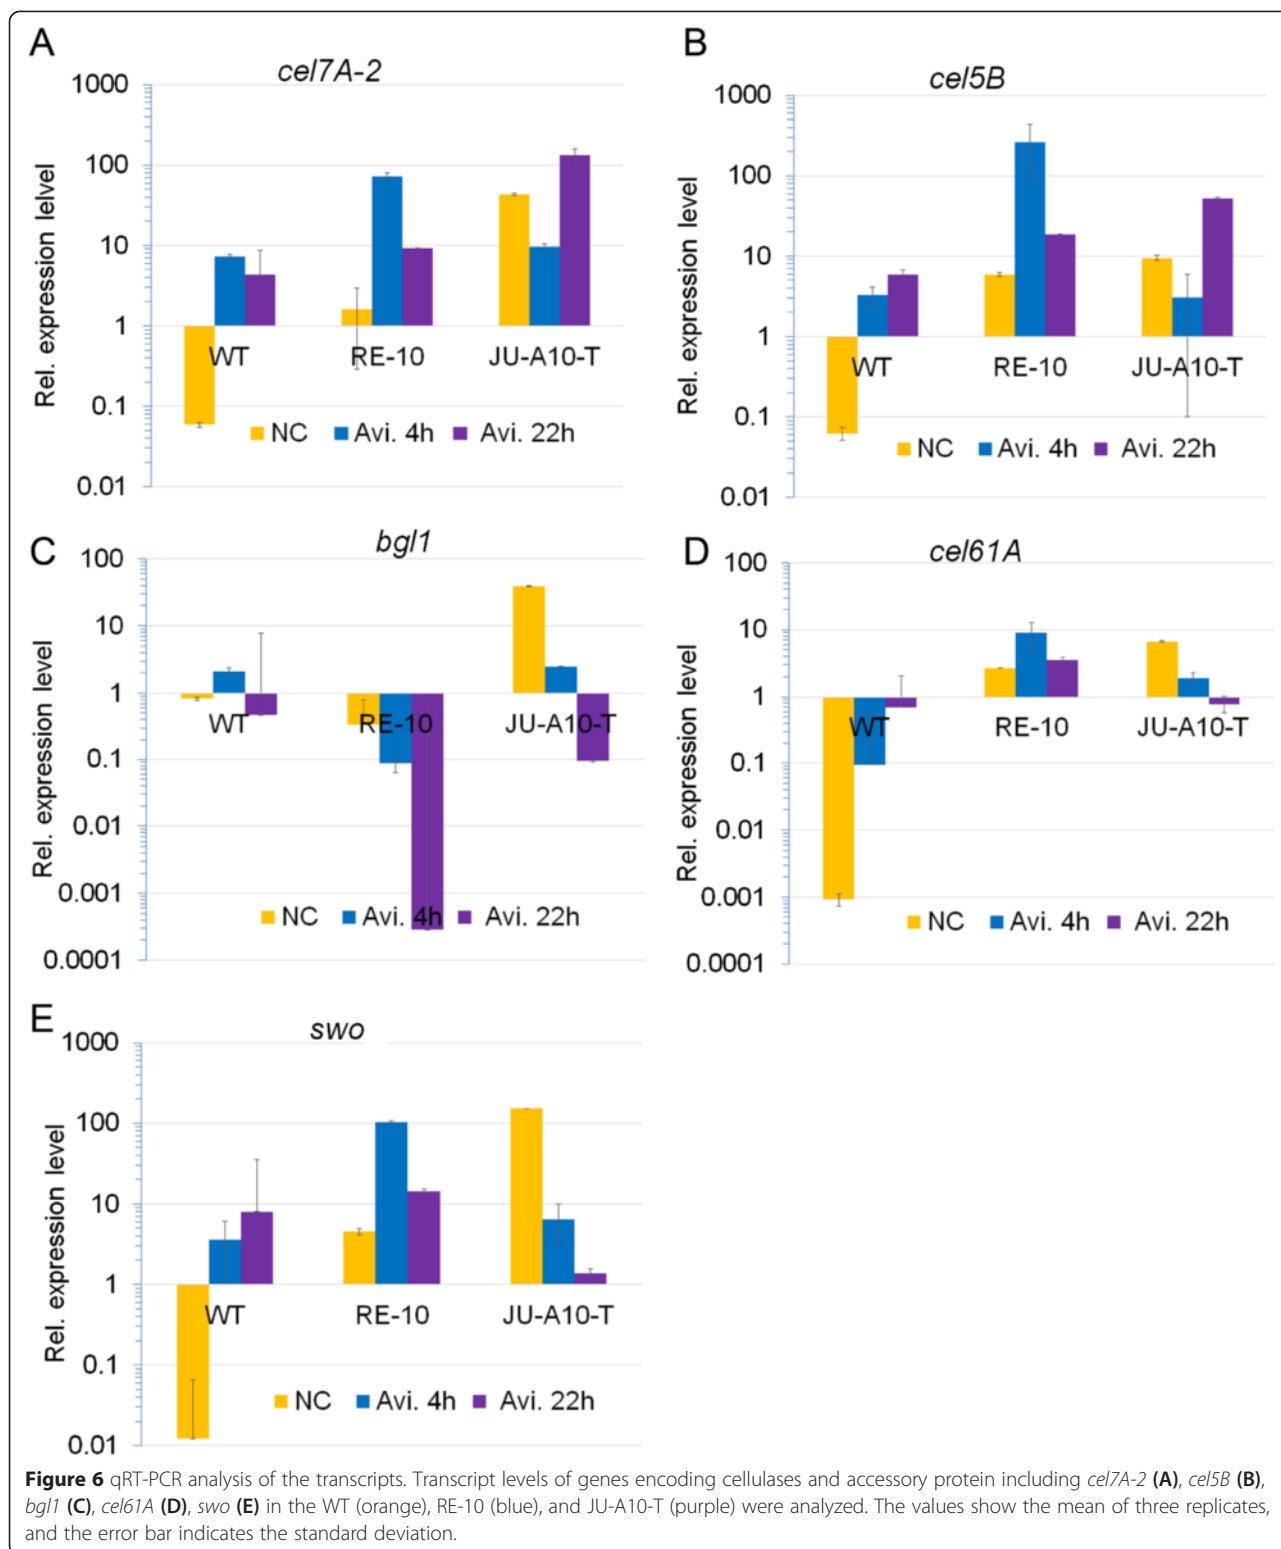 A
cel7A-2
1000
100
10
1
0.1
0.01
Rel. expression lelvel
WT
RE-10
JU-A10-T
NC
Avi. 4h
Avi. 22h
B
cel5B
1000
100
10
1
0.1
0.01
Rel. expression level
WT
RE-10
JU-A10-T
NC
Avi. 4h
Avi. 22h
C
bgl1
100
10
1
0.1
0.01
0.001
0.0001
Rel. expression level
WT
RE-10
JU-A10-T
NC
Avi. 4h
Avi. 22h
D
cel61A
100
10
1
0.1
0.01
0.001
0.0001
Rel. expression level
WT
RE-10
JU-A10-T
NC
Avi. 4h
Avi. 22h
E
swo
1000
100
10
1
0.1
0.01
Rel. expression level
WT
RE-10
JU-A10-T
NC
Avi. 4h
Avi. 22h
Figure 6 qRT-PCR analysis of the transcripts. Transcript levels of genes encoding cellulases and accessory protein including cel7A-2 (A), cel5B (B),
bgl1 (C), cel61A (D), swo (E) in the WT (orange), RE-10 (blue), and JU-A10-T (purple) were analyzed. The values show the mean of three replicates,
and the error bar indicates the standard deviation.